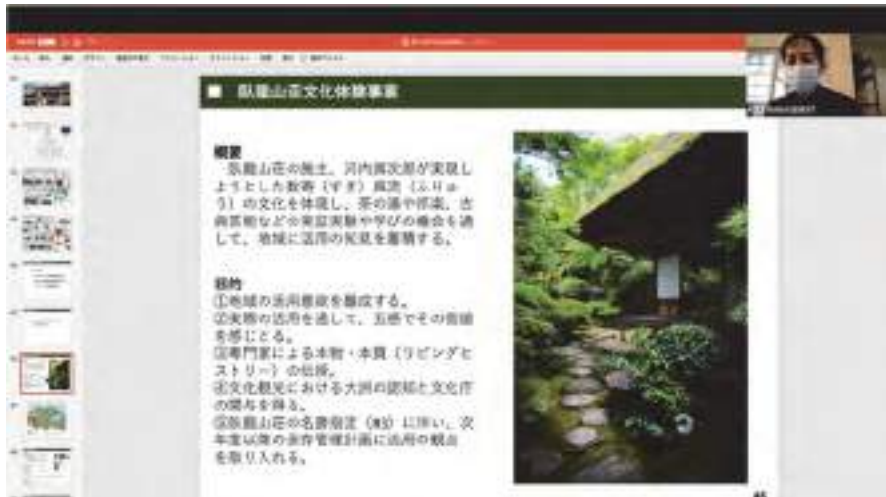 臥龍山荘文化体験事業
概要
臥龍山荘の施主、河内寅次郎が実現し
ようとした数寄(すき)風流(ふりゅ
う)の文化を体現し、茶の湯や邦楽、古
典芸能などの実証実験や学びの機会を通
して、地域に活用の知見を蓄積する。
目的
①地域の活用意欲を醸成する。
②実際の活用を通して、五感でその価値
を感じとる。
③専門家による本物・本質(リビングヒ
ストリー)の伝授。
④文化観光における大洲の認知と文化庁
の関与を得る。
⑤臥龍山荘の名勝指定(R3)に伴い、次
年度以降の保存管理計画に活用の観点
を取り入れる。